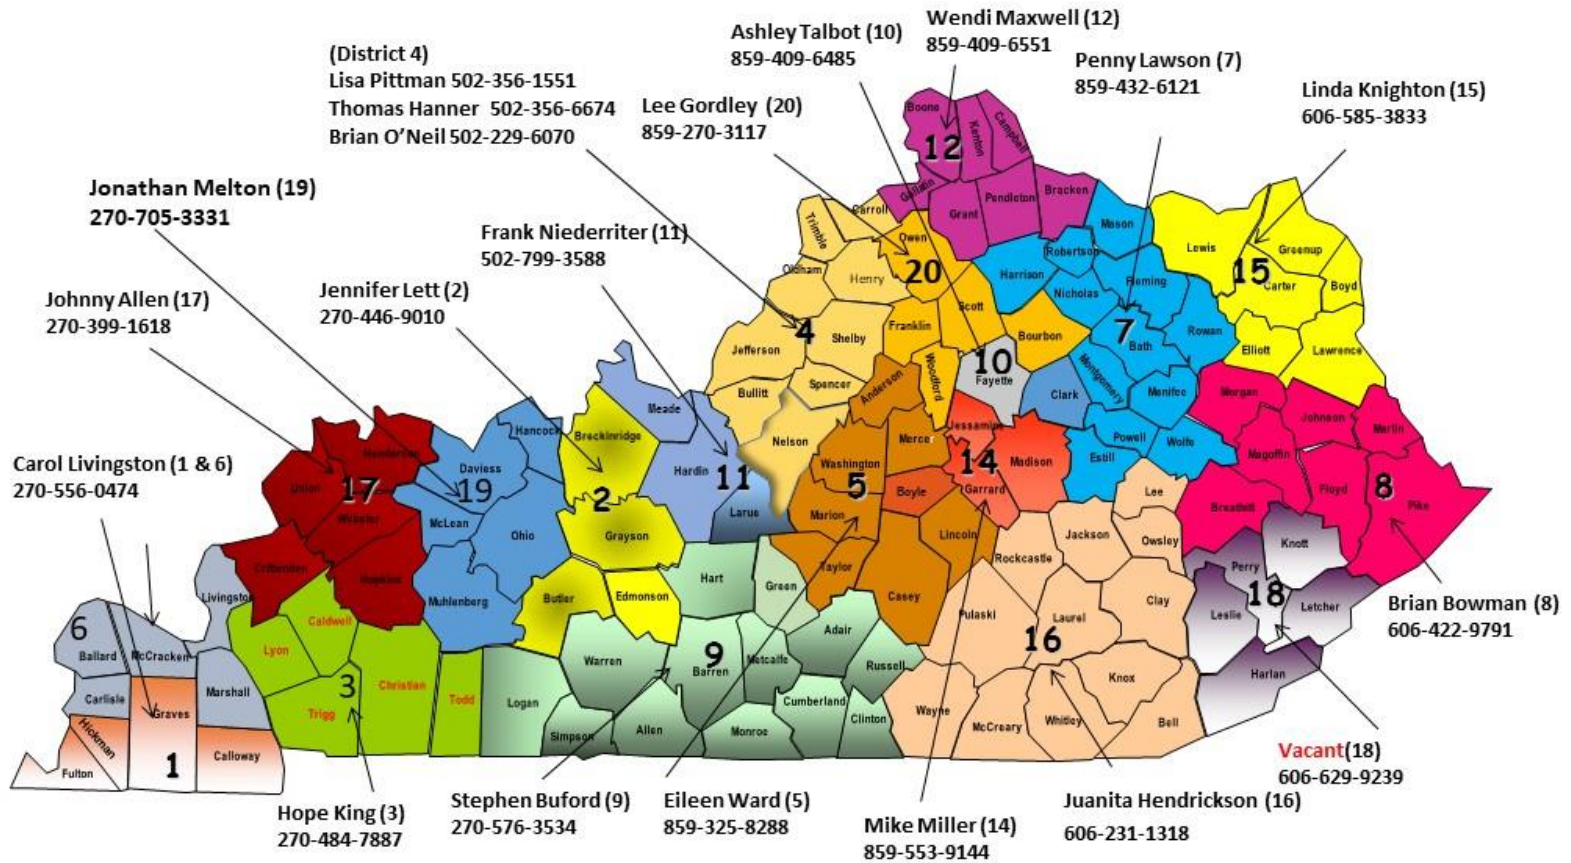 Ashley Talbot (10)
859-409-6485
Wendi Maxwell (12)
859-409-6551
Penny Lawson (7)
859-432-6121
Linda Knighton (15)
606-585-3833
(District 4)
Lisa Pittman 502-356-1551
Thomas Hanner 502-356-6674
Brian O’Neil 502-229-6070
Lee Gordley (20)
859-270-3117
Jonathan Melton (19)
270-705-3331
Frank Niederriter (11)
502-799-3588
Johnny Allen (17)
270-399-1618
Jennifer Lett (2)
270-446-9010
Carol Livingston (1 & 6)
270-556-0474
Boone
Kenton
Campbell
12
Gallatin
Grant
Pendleton
Bracken
Carroll
Trimble
Owen
Oldham
Henry
20
Mason
Robertson
Harrison
Fleming
Nicholas
Lewis
Greenup
15
Carter
Boyd
Scott
4
Shelby
Franklin
Jefferson
Bourbon
7
Bath
Rowan
Elliott
Lawrence
10
Fayette
Woodford
Anderson
Spencer
Bullitt
Clark
Montgomery
Menifee
Morgan
Johnson
Martin
Meade
Hancock
Breckinridge
Nelson
Mercer
Jessamine
Powell
Wolfe
Estill
Magoffin
Henderson
Daviess
Hardin
11
Washington
5
14
Madison
Garrard
Boyle
Union
17
Webster
19
McLean
Ohio
2
Grayson
Larue
Marion
Lincoln
Lee
Owsley
Jackson
Rockcastle
Breathitt
Floyd
8
Pike
Knott
Perry
18
Leslie
Letcher
Harlan
Crittenden
Hopkins
Muhlenberg
Butler
Edmonson
Hart
Green
Taylor
Casey
Clay
Laurel
Pulaski
16
Livingston
Caldwell
Lyon
6
Ballard
McCracken
Carlisle
Marshall
Graves
Hickman
Fulton
1
Calloway
3
Trigg
Christian
Todd
Logan
Warren
9
Barren
Metcalfe
Adair
Russell
Simpson
Allen
Monroe
Cumberland
Clinton
Wayne
McCreary
Whitley
Knox
Bell
Brian Bowman (8)
606-422-9791
Vacant(18)
606-629-9239
Hope King (3)
270-484-7887
Stephen Buford (9)
270-576-3534
Eileen Ward (5)
859-325-8288
Mike Miller (14)
859-553-9144
Juanita Hendrickson (16)
606-231-1318